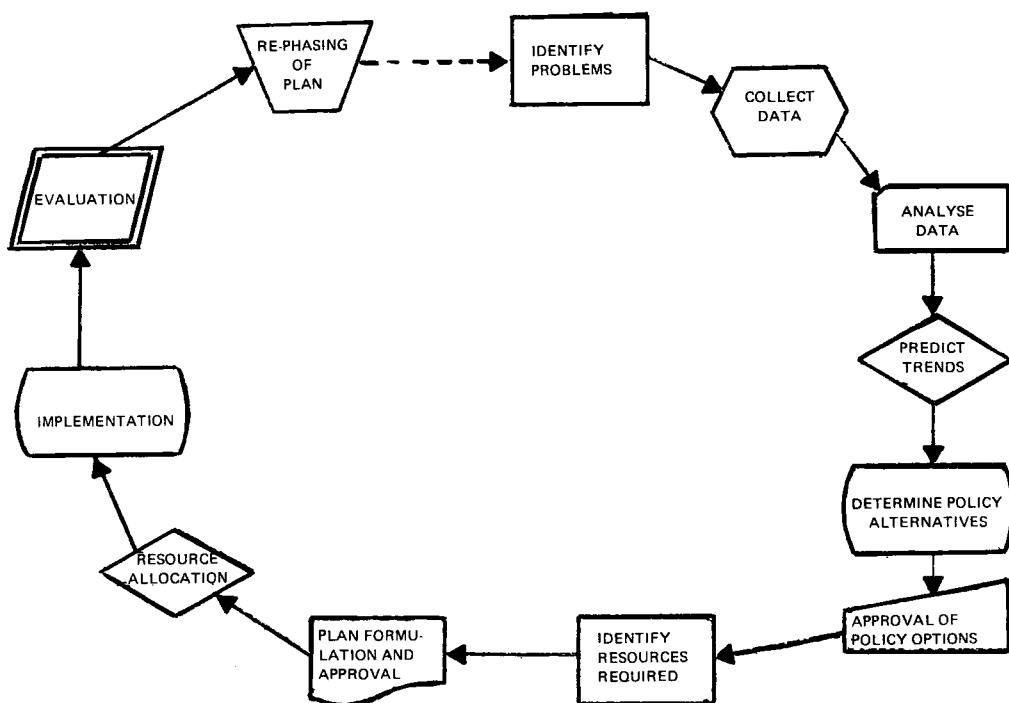 RE-PHASING
OF
PLAN
IDENTIFY
PROBLEMS
COLLECT
DATA
ANALYSE
DATA
PREDICT
TRENDS
DETERMINE POLICY
ALTERNATIVES
APPROVAL OF
POLICY OPTIONS
IDENTIFY
RESOURCES
REQUIRED
PLAN FORMU-
LATION AND
APPROVAL
RESOURCE
ALLOCATION
IMPLEMENTATION
EVALUATION